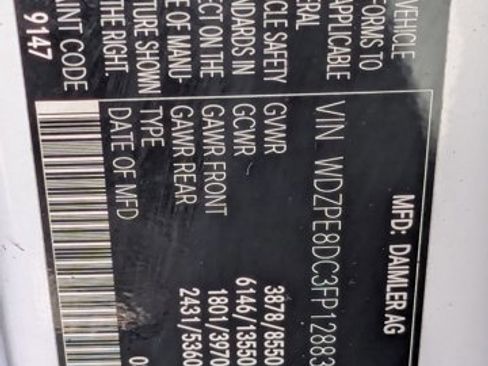 VEHICLE
FORMS TO
APPLICABLE
ERAL
CLE SAFETY
NDARDS IN
ECT ON THE
E OF MANU-
TURE SHOWN
THE RIGHT
AINT CODE
9147
MFD: DAIMLER AG
VIN WDZPE8DC3FP12883
GVWR 3878/8550
GCWR 6146/13550
GAWR FRONT 1801/3970
GAWR REAR 2431/5360
TYPE
DATE OF MFD 0